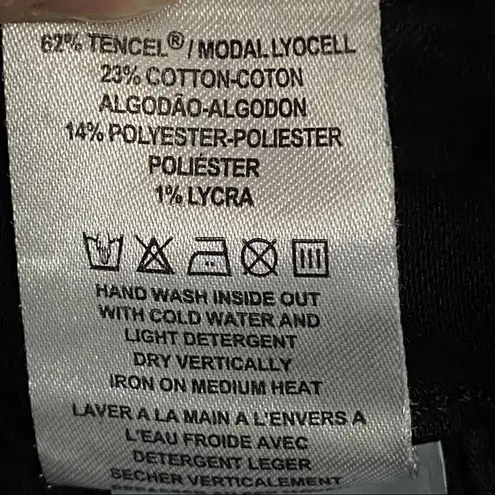 62% TENCEL® / MODAL LYOCELL
23% COTTON-COTON
ALGODÃO-ALGODON
14% POLYESTER-POLIESTER
POLIÉSTER
1% LYCRA
HAND WASH INSIDE OUT
WITH COLD WATER AND
LIGHT DETERGENT
DRY VERTICALLY
IRON ON MEDIUM HEAT
LAVER A LA MAIN A L'ENVERS A
L'EAU FROIDE AVEC
DETERGENT LEGER
SECHER VERTICALEMENT